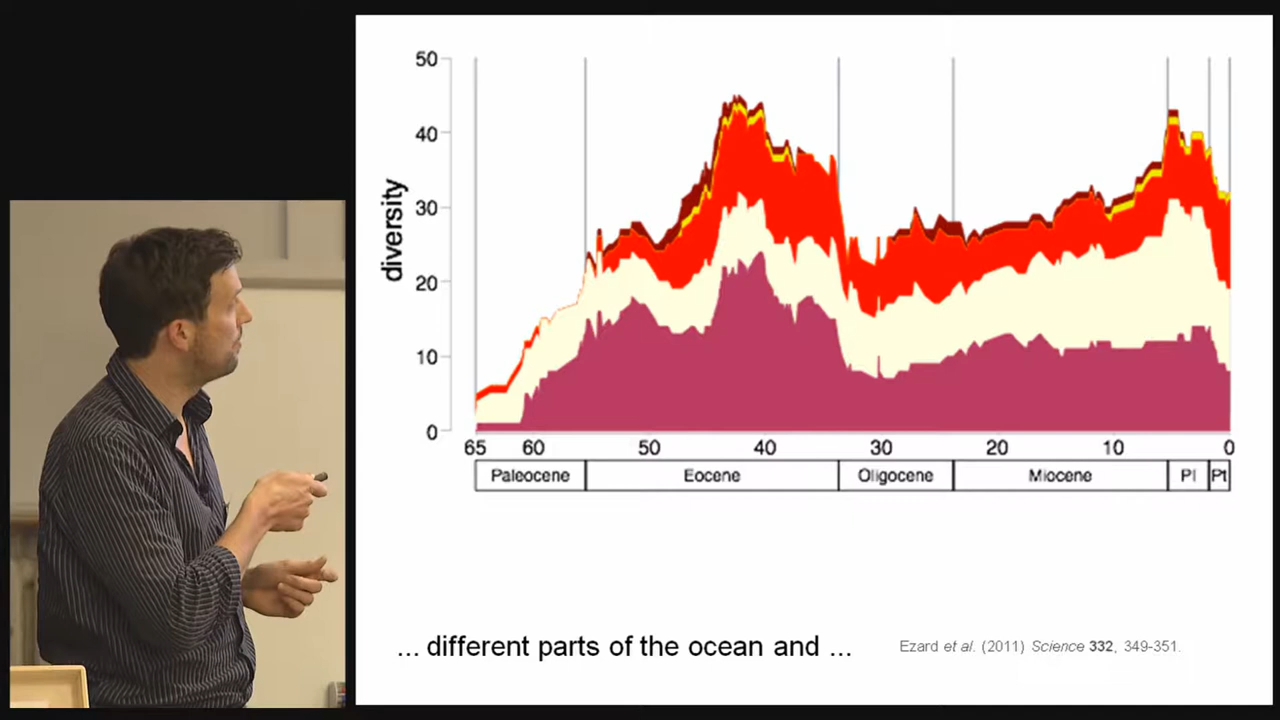 50
40
30
20
10
0
diversity
65 60 50 40 30 20 10 0
Paleocene Eocene Oligocene Miocene Pl Pt
... different parts of the ocean and ...
Ezard et al. (2011) Science 332, 349-351.